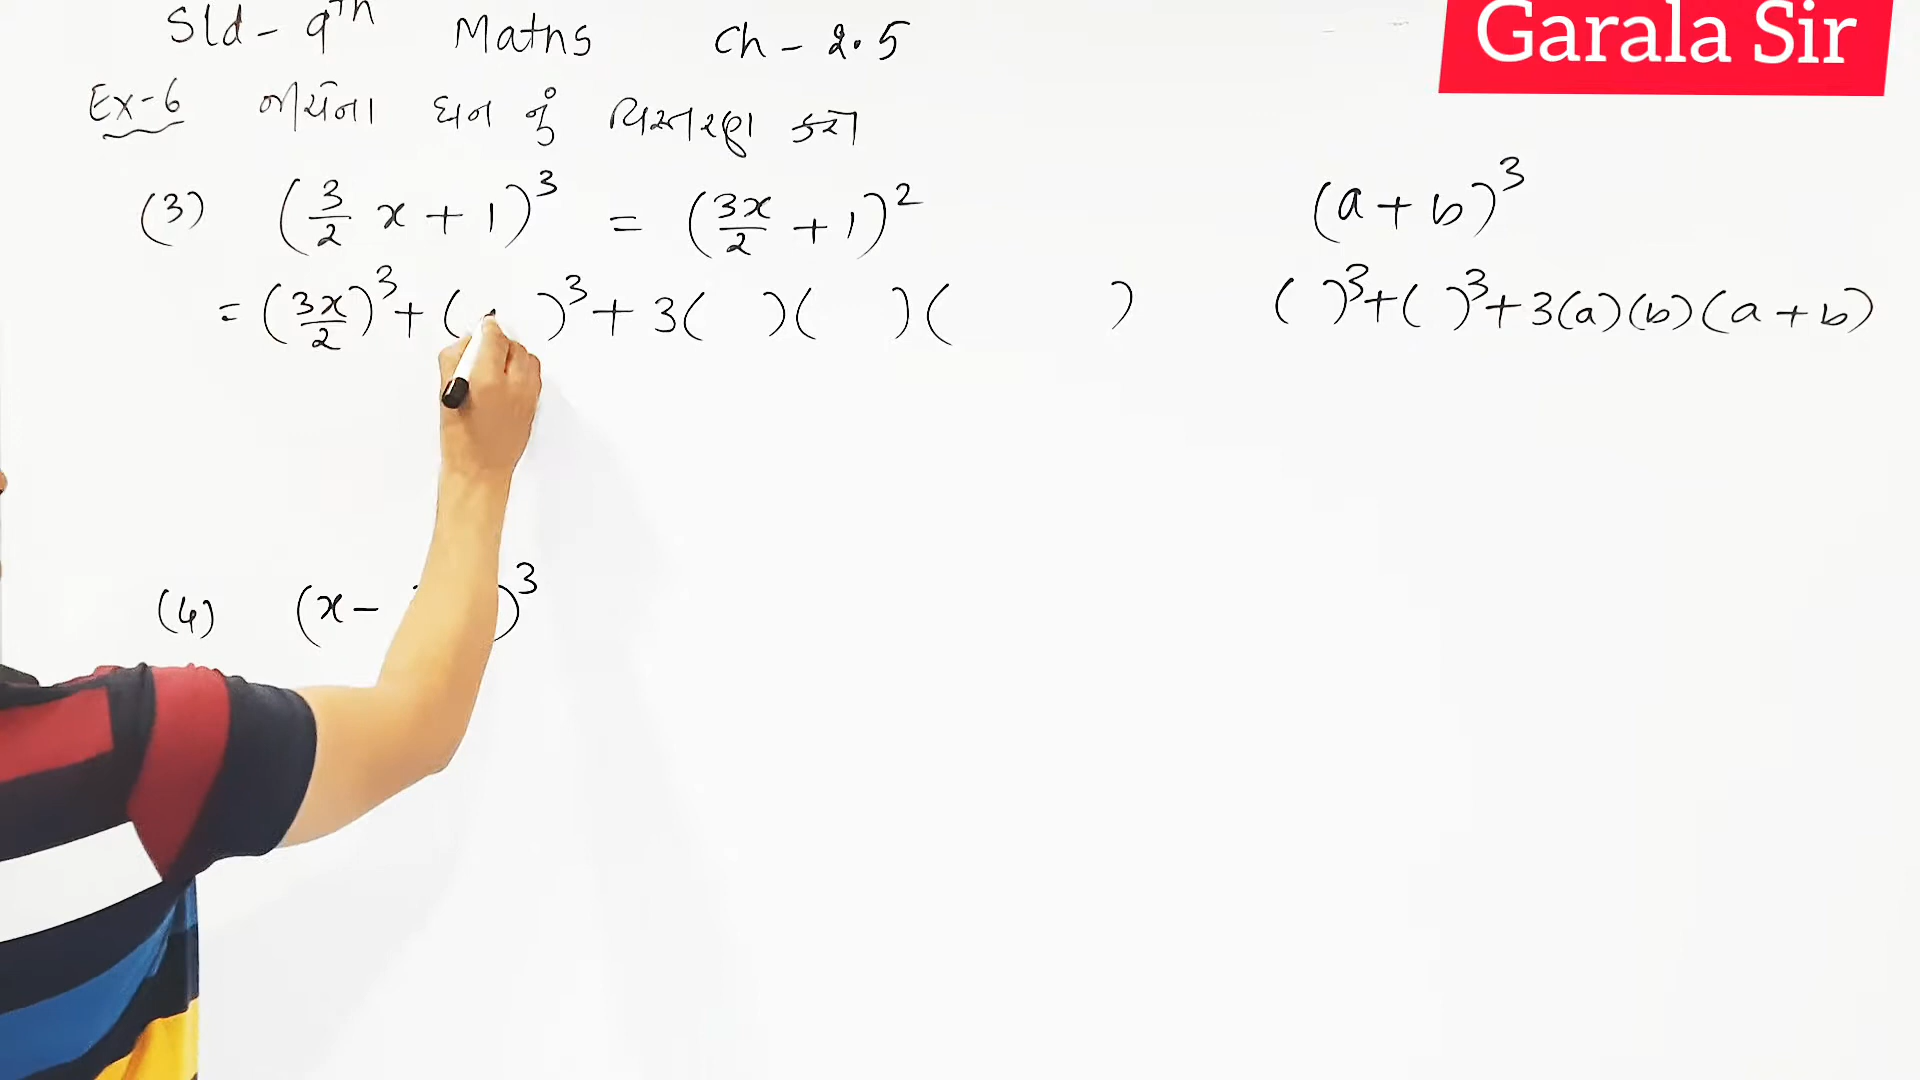 Std - 9th Maths Ch - 2.5
Garala Sir
Ex-6 નીચેના ઘન નું વિસ્તરણ કરો
(3) (3/2 x + 1)³ = (3x/2 + 1)²
= (3x/2)³ + ( )³ + 3( )( )( )
(a + b)³
( )³ + ( )³ + 3(a)(b)(a + b)
(4) (x - )³